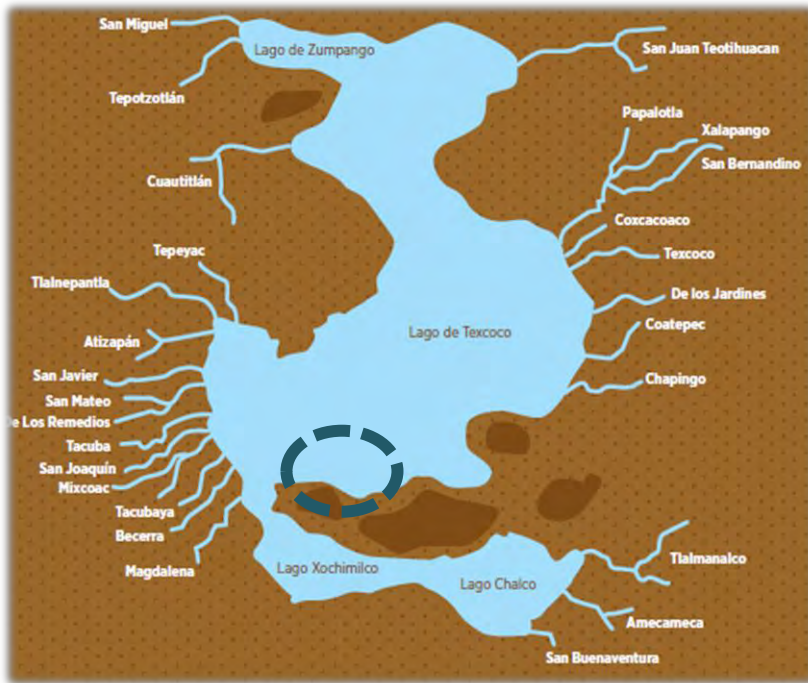 San Miguel
Lago de Zumpango
San Juan Teotihuacan
Tepotzotlán
Papalotla
Xalapango
San Bernandino
Cuautitlán
Coxcacoaco
Tepeyac
Texcoco
Tlalnepantla
De los Jardines
Lago de Texcoco
Coatepec
Atizapán
San Javier
Chapingo
San Mateo
De Los Remedios
Tacuba
San Joaquín
Mixcoac
Tacubaya
Becerra
Magdalena
Lago Xochimilco
Lago Chalco
Tlalmanalco
Amecameca
San Buenaventura